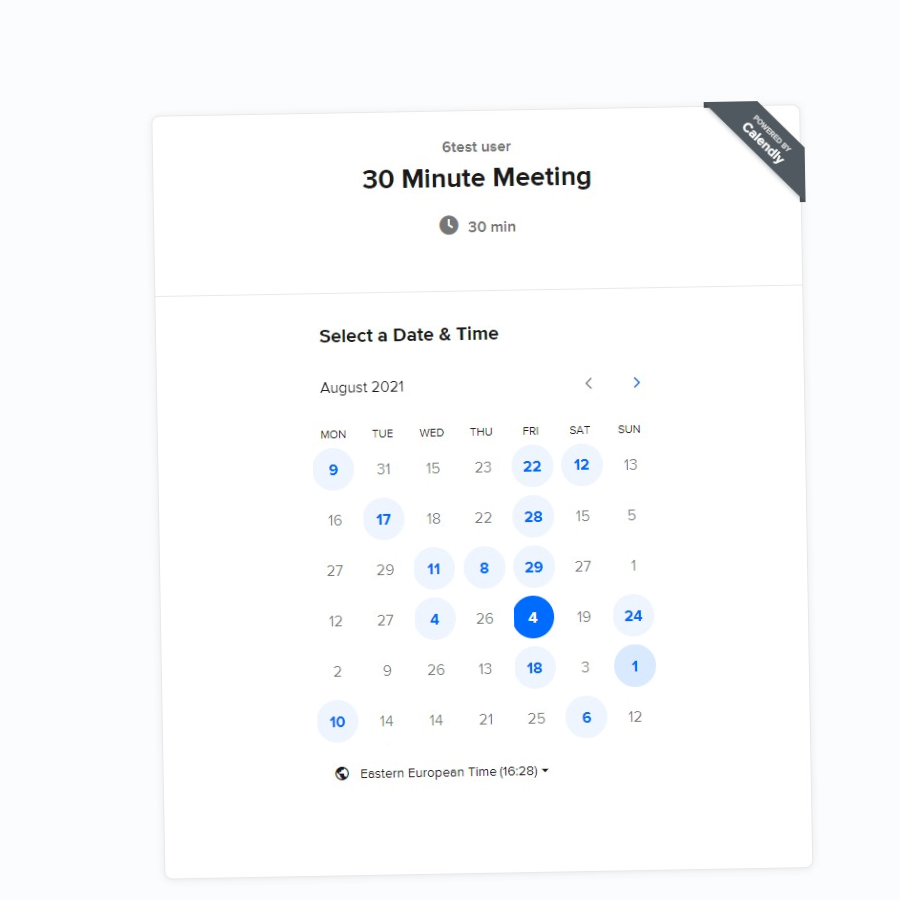 POWERED BY
Calendly
6test user
30 Minute Meeting
30 min
Select a Date & Time
August 2021
MON TUE WED THU FRI SAT SUN
9 31 15 23 22 12 13
16 17 18 22 28 15 5
27 29 11 8 29 27 1
12 27 4 26 4 19 24
2 9 26 13 18 3 1
10 14 14 21 25 6 12
Eastern European Time (16:28)